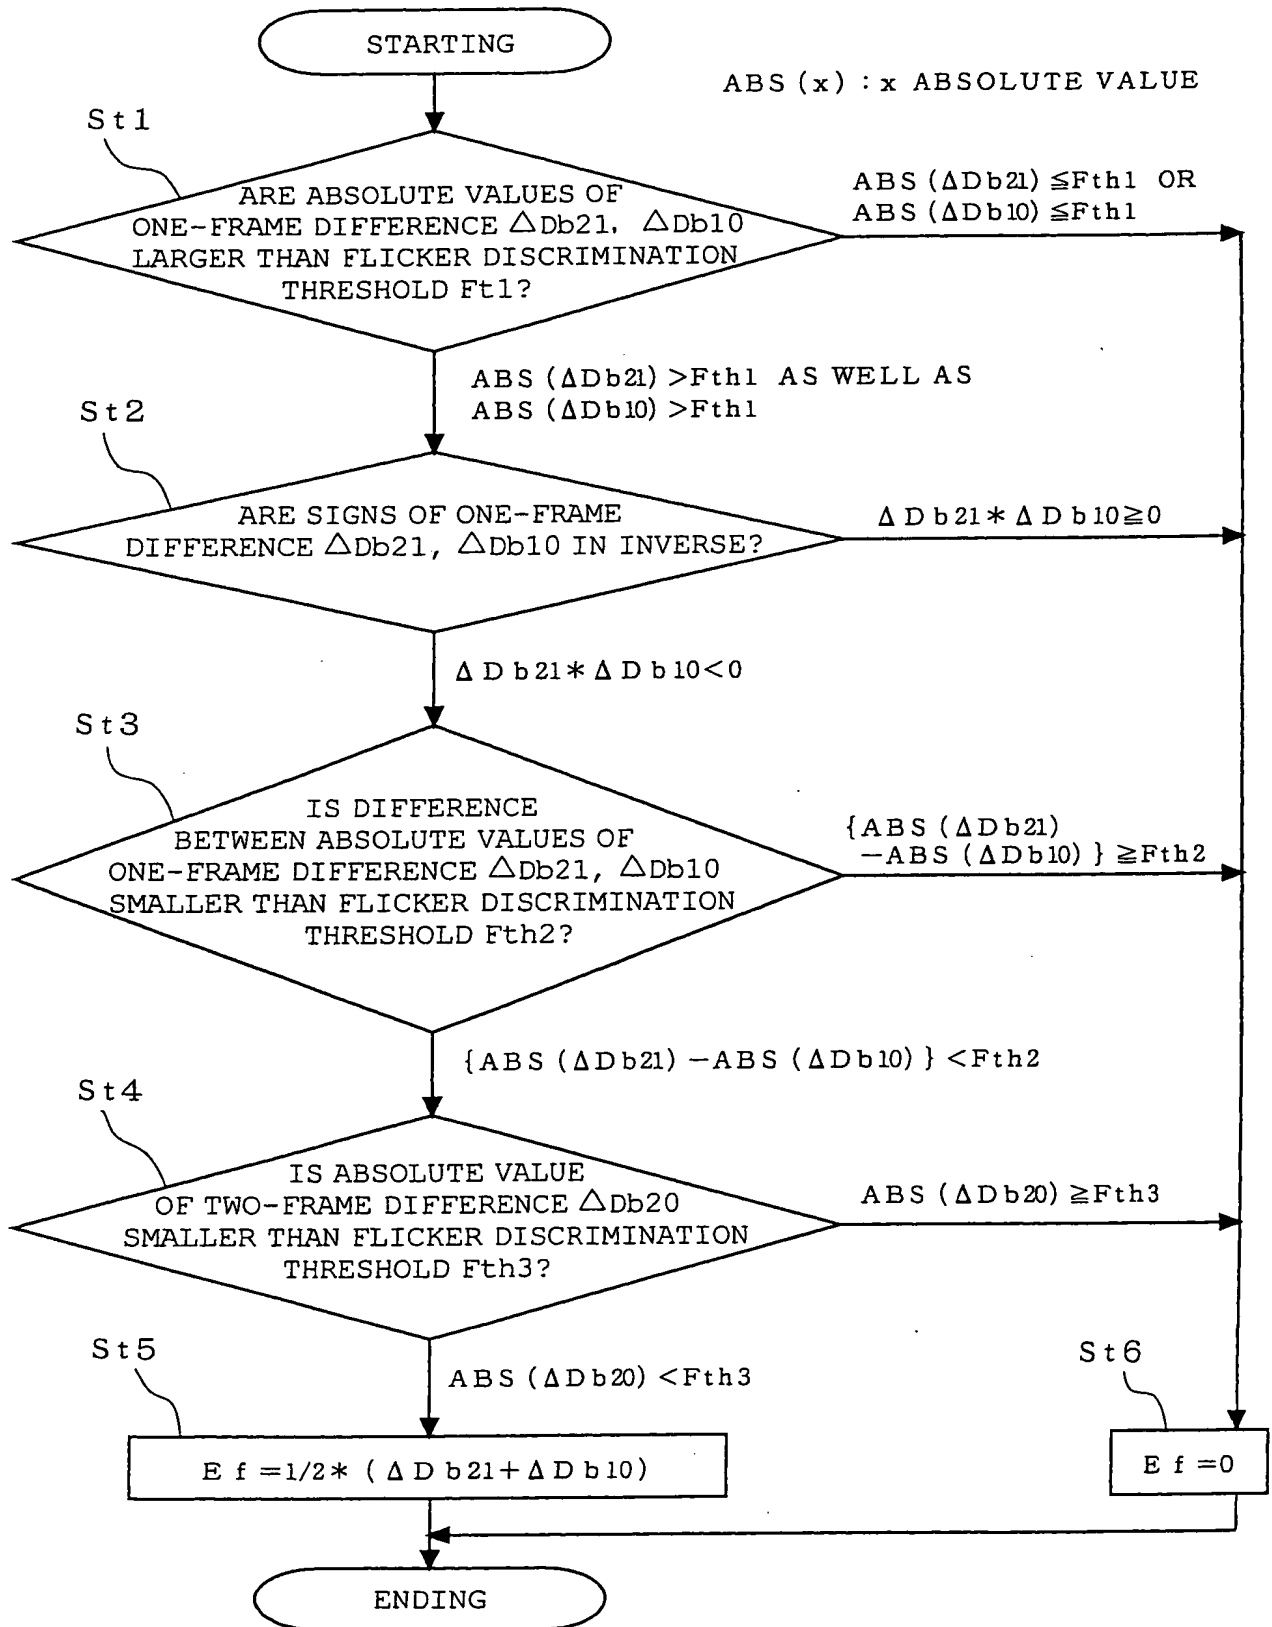 STARTING
ABS (x) : x ABSOLUTE VALUE
St1
ARE ABSOLUTE VALUES OF
ONE-FRAME DIFFERENCE △Db21, △Db10
LARGER THAN FLICKER DISCRIMINATION
THRESHOLD Ft1?
ABS (ΔDb21) ≦Fth1 OR
ABS (ΔDb10) ≦Fth1
ABS (ΔDb21) >Fth1 AS WELL AS
ABS (ΔDb10) >Fth1
St2
ARE SIGNS OF ONE-FRAME
DIFFERENCE △Db21, △Db10 IN INVERSE?
ΔDb21*ΔDb10≧0
ΔDb21*ΔDb10<0
St3
IS DIFFERENCE
BETWEEN ABSOLUTE VALUES OF
ONE-FRAME DIFFERENCE △Db21, △Db10
SMALLER THAN FLICKER DISCRIMINATION
THRESHOLD Fth2?
{ABS (ΔDb21)
−ABS (ΔDb10) } ≧Fth2
{ABS (ΔDb21) −ABS (ΔDb10) } <Fth2
St4
IS ABSOLUTE VALUE
OF TWO-FRAME DIFFERENCE △Db20
SMALLER THAN FLICKER DISCRIMINATION
THRESHOLD Fth3?
ABS (ΔDb20) ≧Fth3
ABS (ΔDb20) <Fth3
St5
Ef=1/2* (ΔDb21+ΔDb10)
St6
Ef=0
ENDING